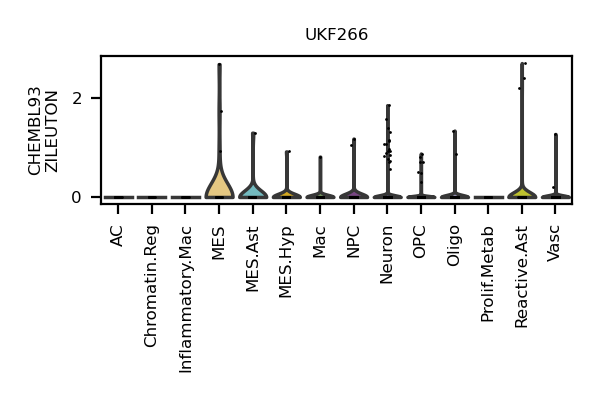 UKF266
CHEMBL93
ZILEUTON
2
0
AC
Chromatin.Reg
Inflammatory.Mac
MES
MES.Ast
MES.Hyp
Mac
NPC
Neuron
OPC
Oligo
Prolif.Metab
Reactive.Ast
Vasc